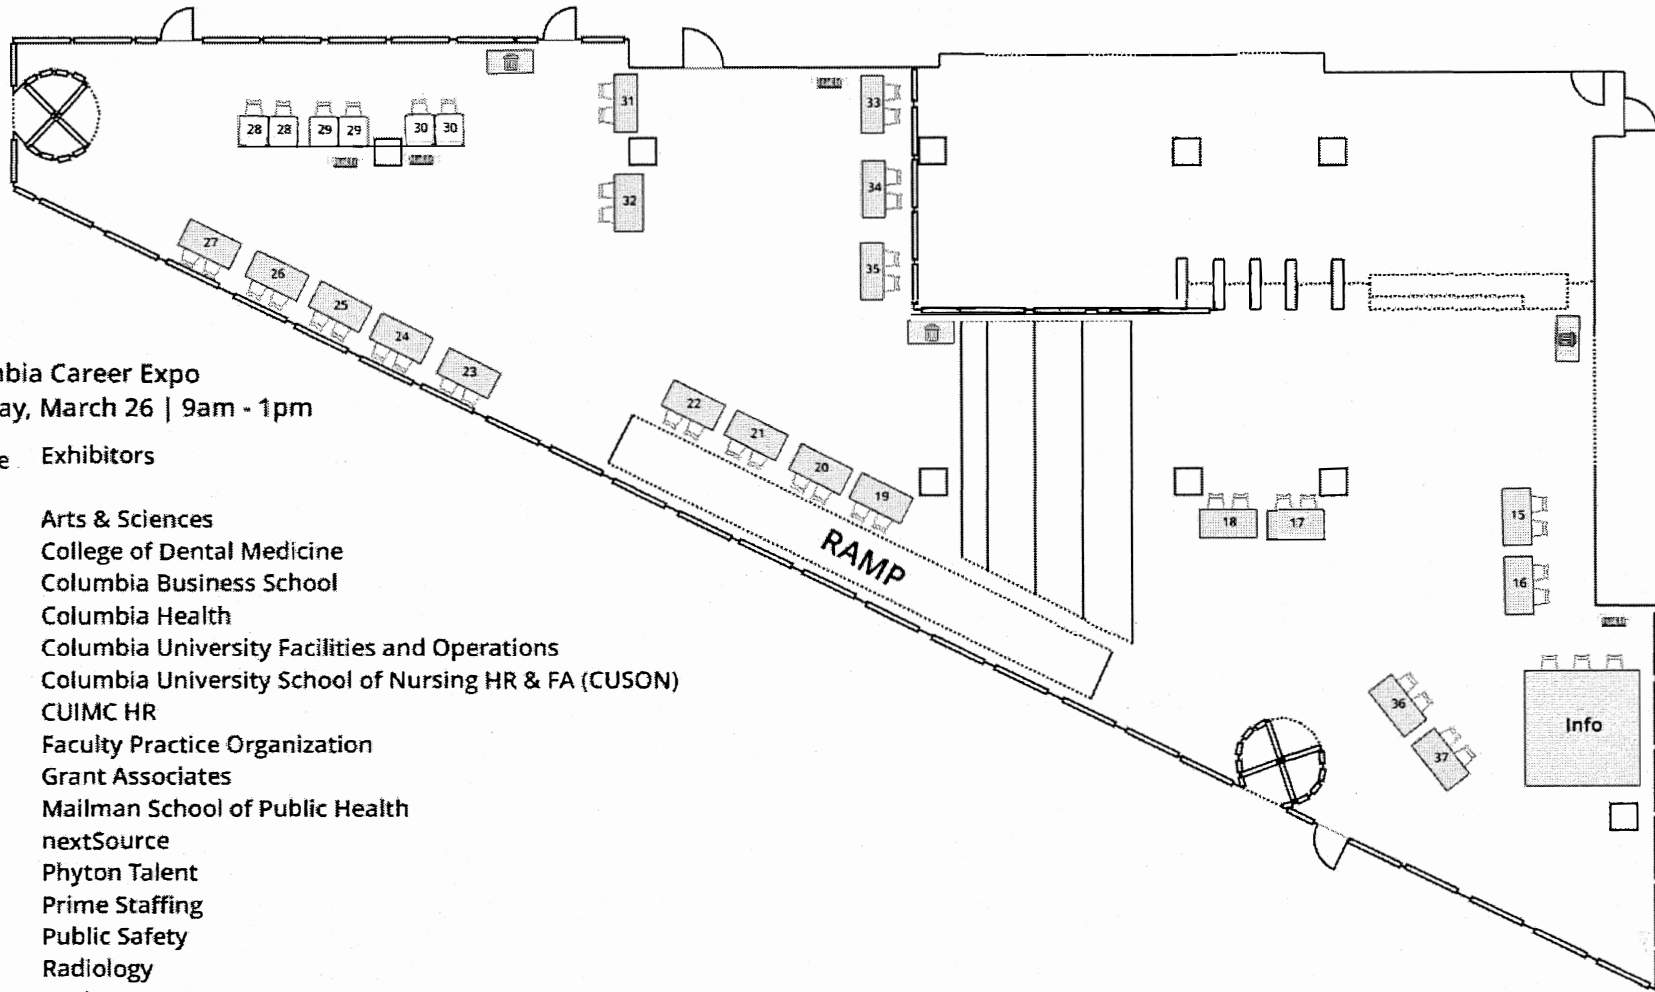 31
33
28 28 29 29 30 30
34
32
27
35
26
25
24
23
bia Career Expo
ay, March 26 | 9am - 1pm
22
21
e Exhibitors
20
19
18 17
15
Arts & Sciences
RAMP
College of Dental Medicine
Columbia Business School
16
Columbia Health
Columbia University Facilities and Operations
Columbia University School of Nursing HR & FA (CUSON)
36
CUIMC HR
Info
Faculty Practice Organization
37
Grant Associates
Mailman School of Public Health
nextSource
Phyton Talent
Prime Staffing
Public Safety
Radiology